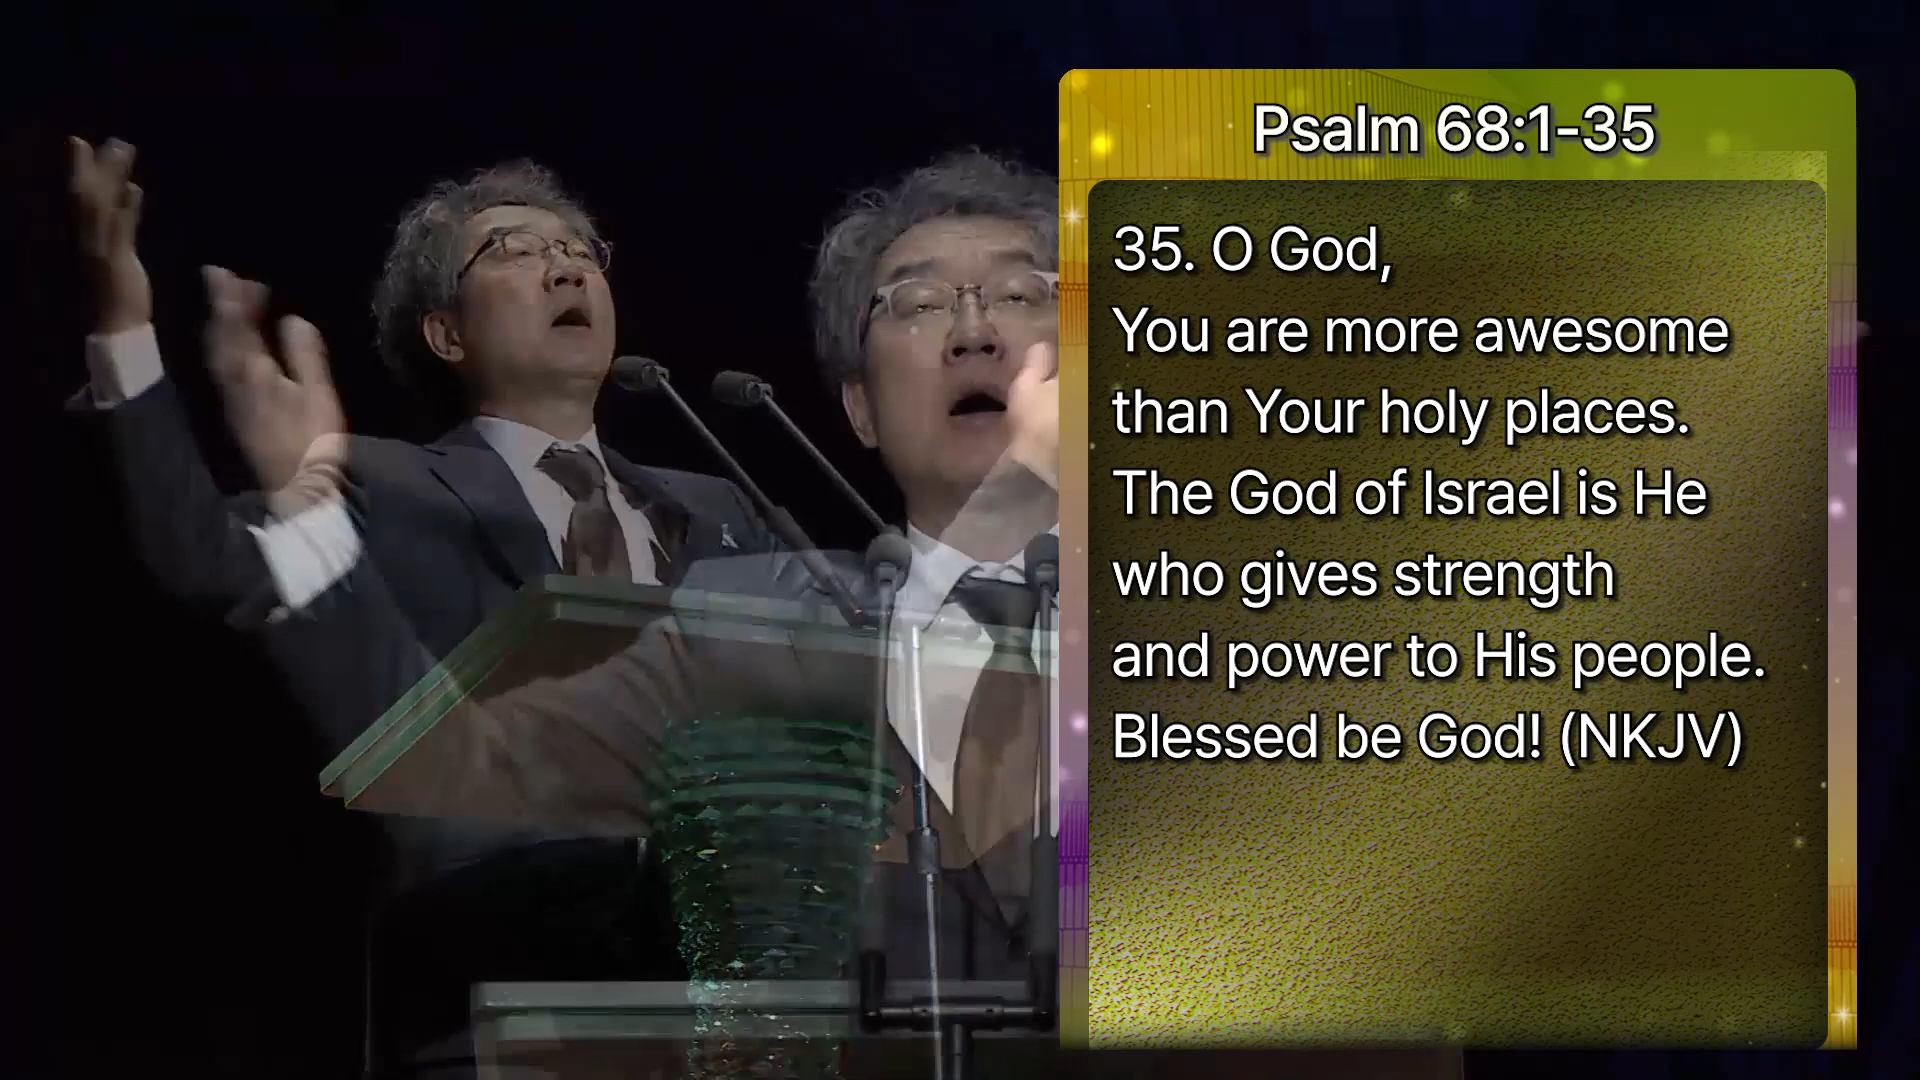 Psalm 68:1-35
35. O God,
You are more awesome
than Your holy places.
The God of Israel is He
who gives strength
and power to His people.
Blessed be God! (NKJV)